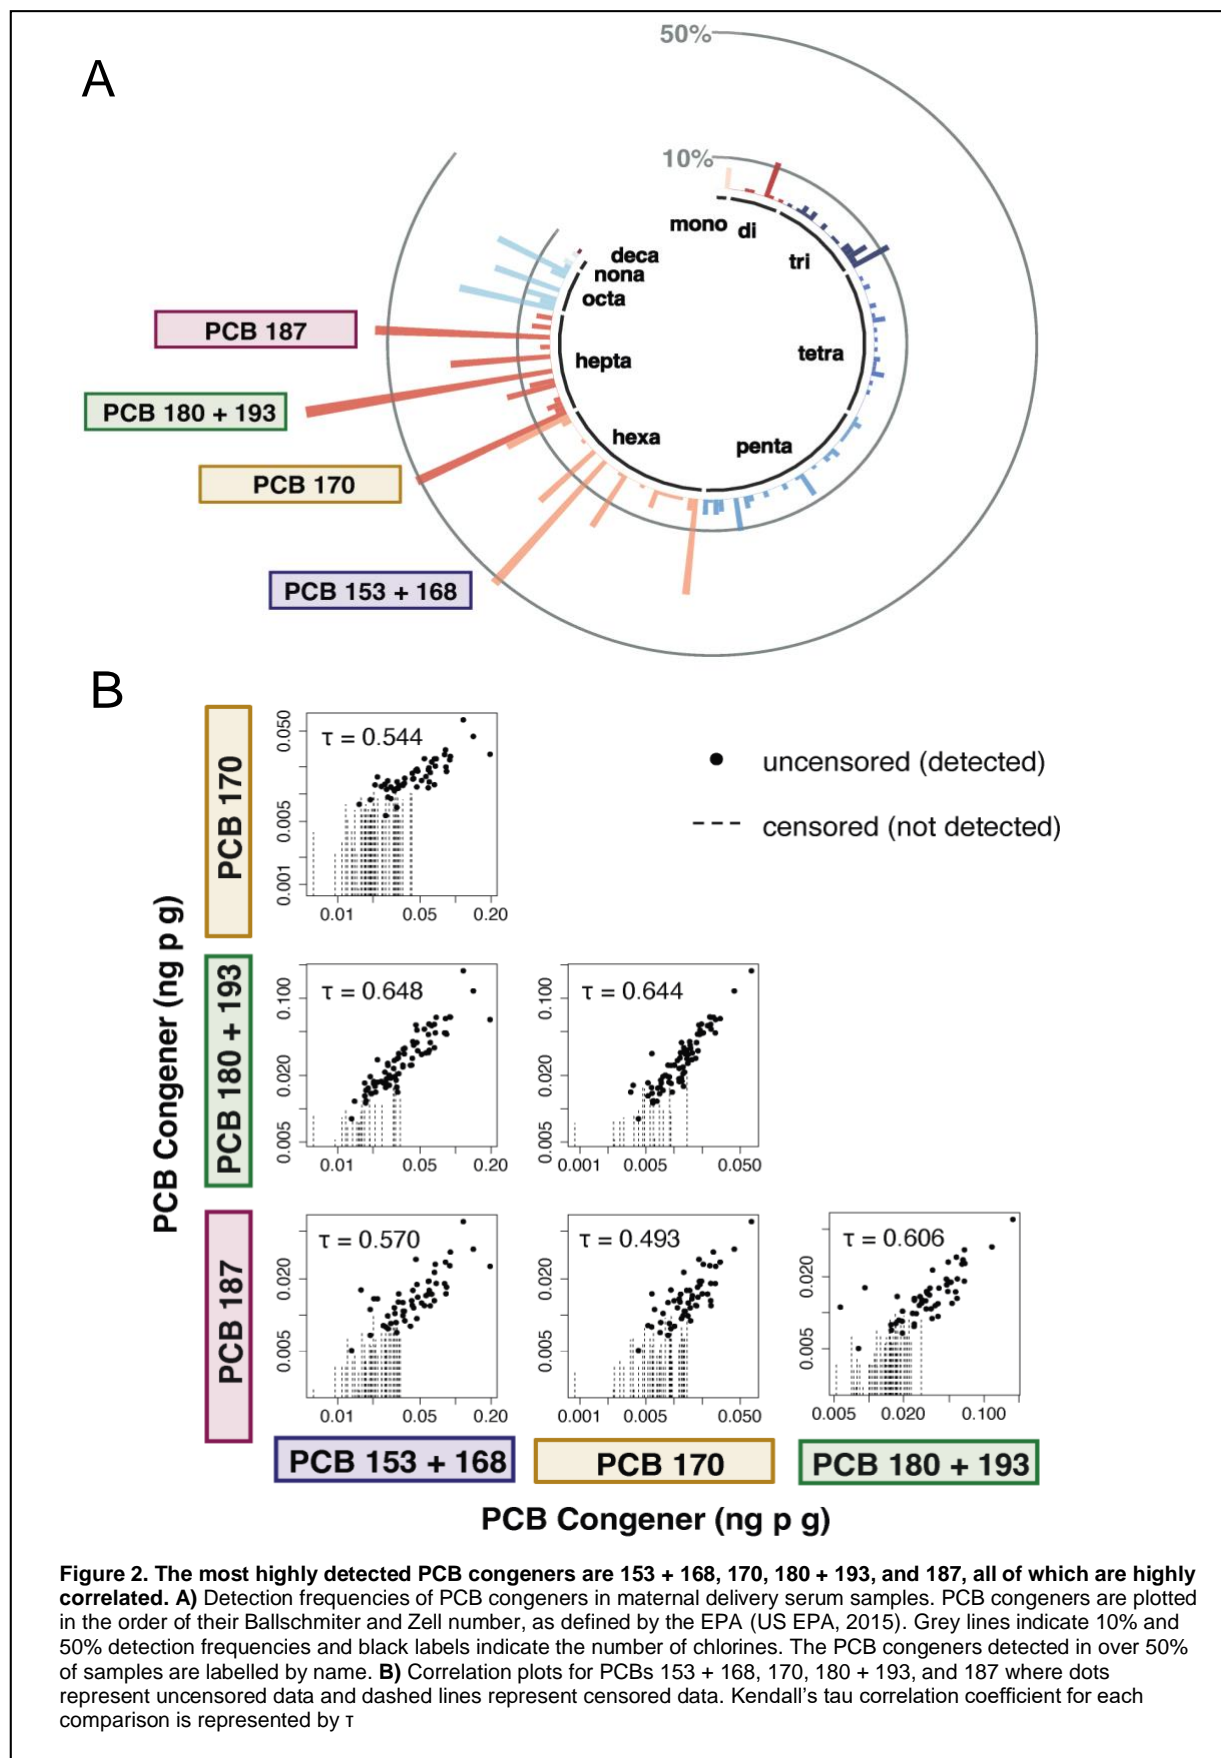 A
50%
10%
mono
di
tri
tetra
penta
hexa
hepta
octa
nona
deca
PCB 187
PCB 180 + 193
PCB 170
PCB 153 + 168
B
PCB Congener (ng p g)
PCB 170
0.050
0.005
0.001
τ = 0.544
0.01 0.05 0.20
uncensored (detected)
censored (not detected)
PCB 180 + 193
0.100
0.020
0.005
τ = 0.648
0.01 0.05 0.20
τ = 0.644
0.100
0.020
0.005
0.001 0.005 0.050
PCB 187
0.020
0.005
τ = 0.570
0.01 0.05 0.20
τ = 0.493
0.020
0.005
0.001 0.005 0.050
τ = 0.606
0.020
0.005
0.005 0.020 0.100
PCB 153 + 168
PCB 170
PCB 180 + 193
PCB Congener (ng p g)
Figure 2. The most highly detected PCB congeners are 153 + 168, 170, 180 + 193, and 187, all of which are highly
correlated. A) Detection frequencies of PCB congeners in maternal delivery serum samples. PCB congeners are plotted
in the order of their Ballschmiter and Zell number, as defined by the EPA (US EPA, 2015). Grey lines indicate 10% and
50% detection frequencies and black labels indicate the number of chlorines. The PCB congeners detected in over 50%
of samples are labelled by name. B) Correlation plots for PCBs 153 + 168, 170, 180 + 193, and 187 where dots
represent uncensored data and dashed lines represent censored data. Kendall's tau correlation coefficient for each
comparison is represented by τ